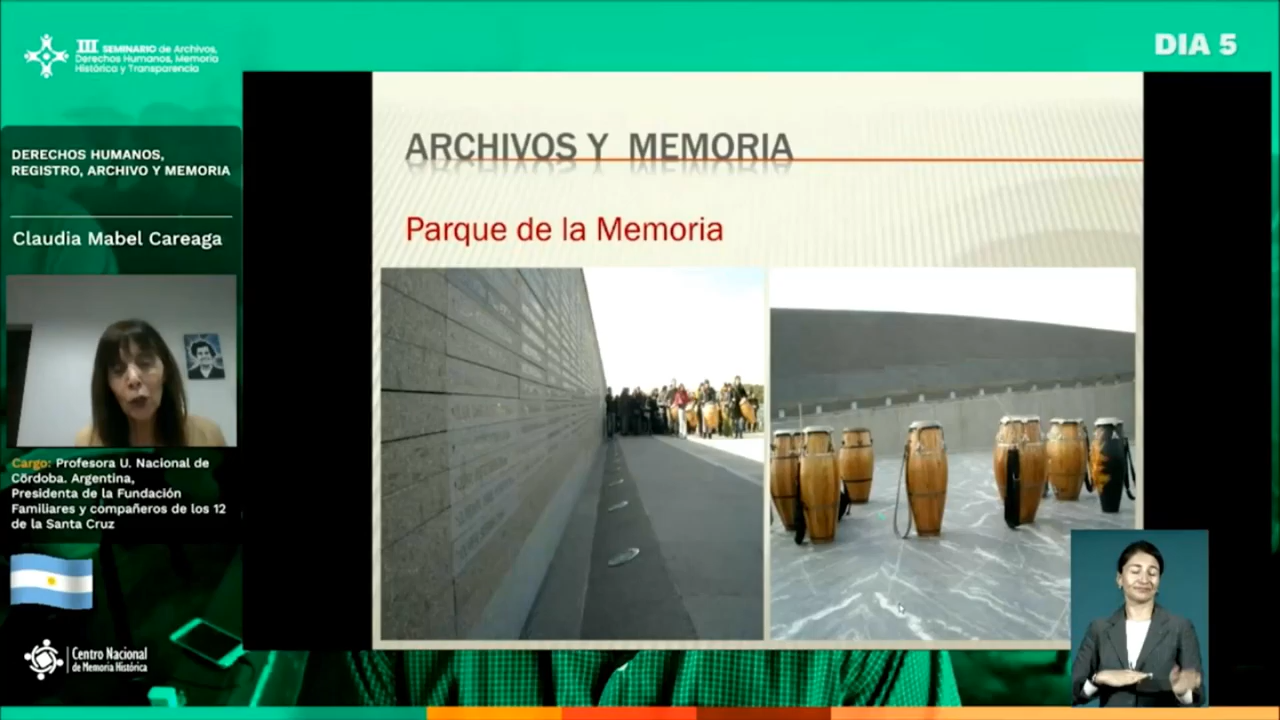 III SEMINARIO de Archivos,
Derechos Humanos, Memoria
Histórica y Transparencia
DIA 5
DERECHOS HUMANOS,
REGISTRO, ARCHIVO Y MEMORIA
Claudia Mabel Careaga
Cargo: Profesora U. Nacional de
Córdoba. Argentina,
Presidenta de la Fundación
Familiares y compañeros de los 12
de la Santa Cruz
Centro Nacional
de Memoria Histórica
ARCHIVOS Y MEMORIA
Parque de la Memoria